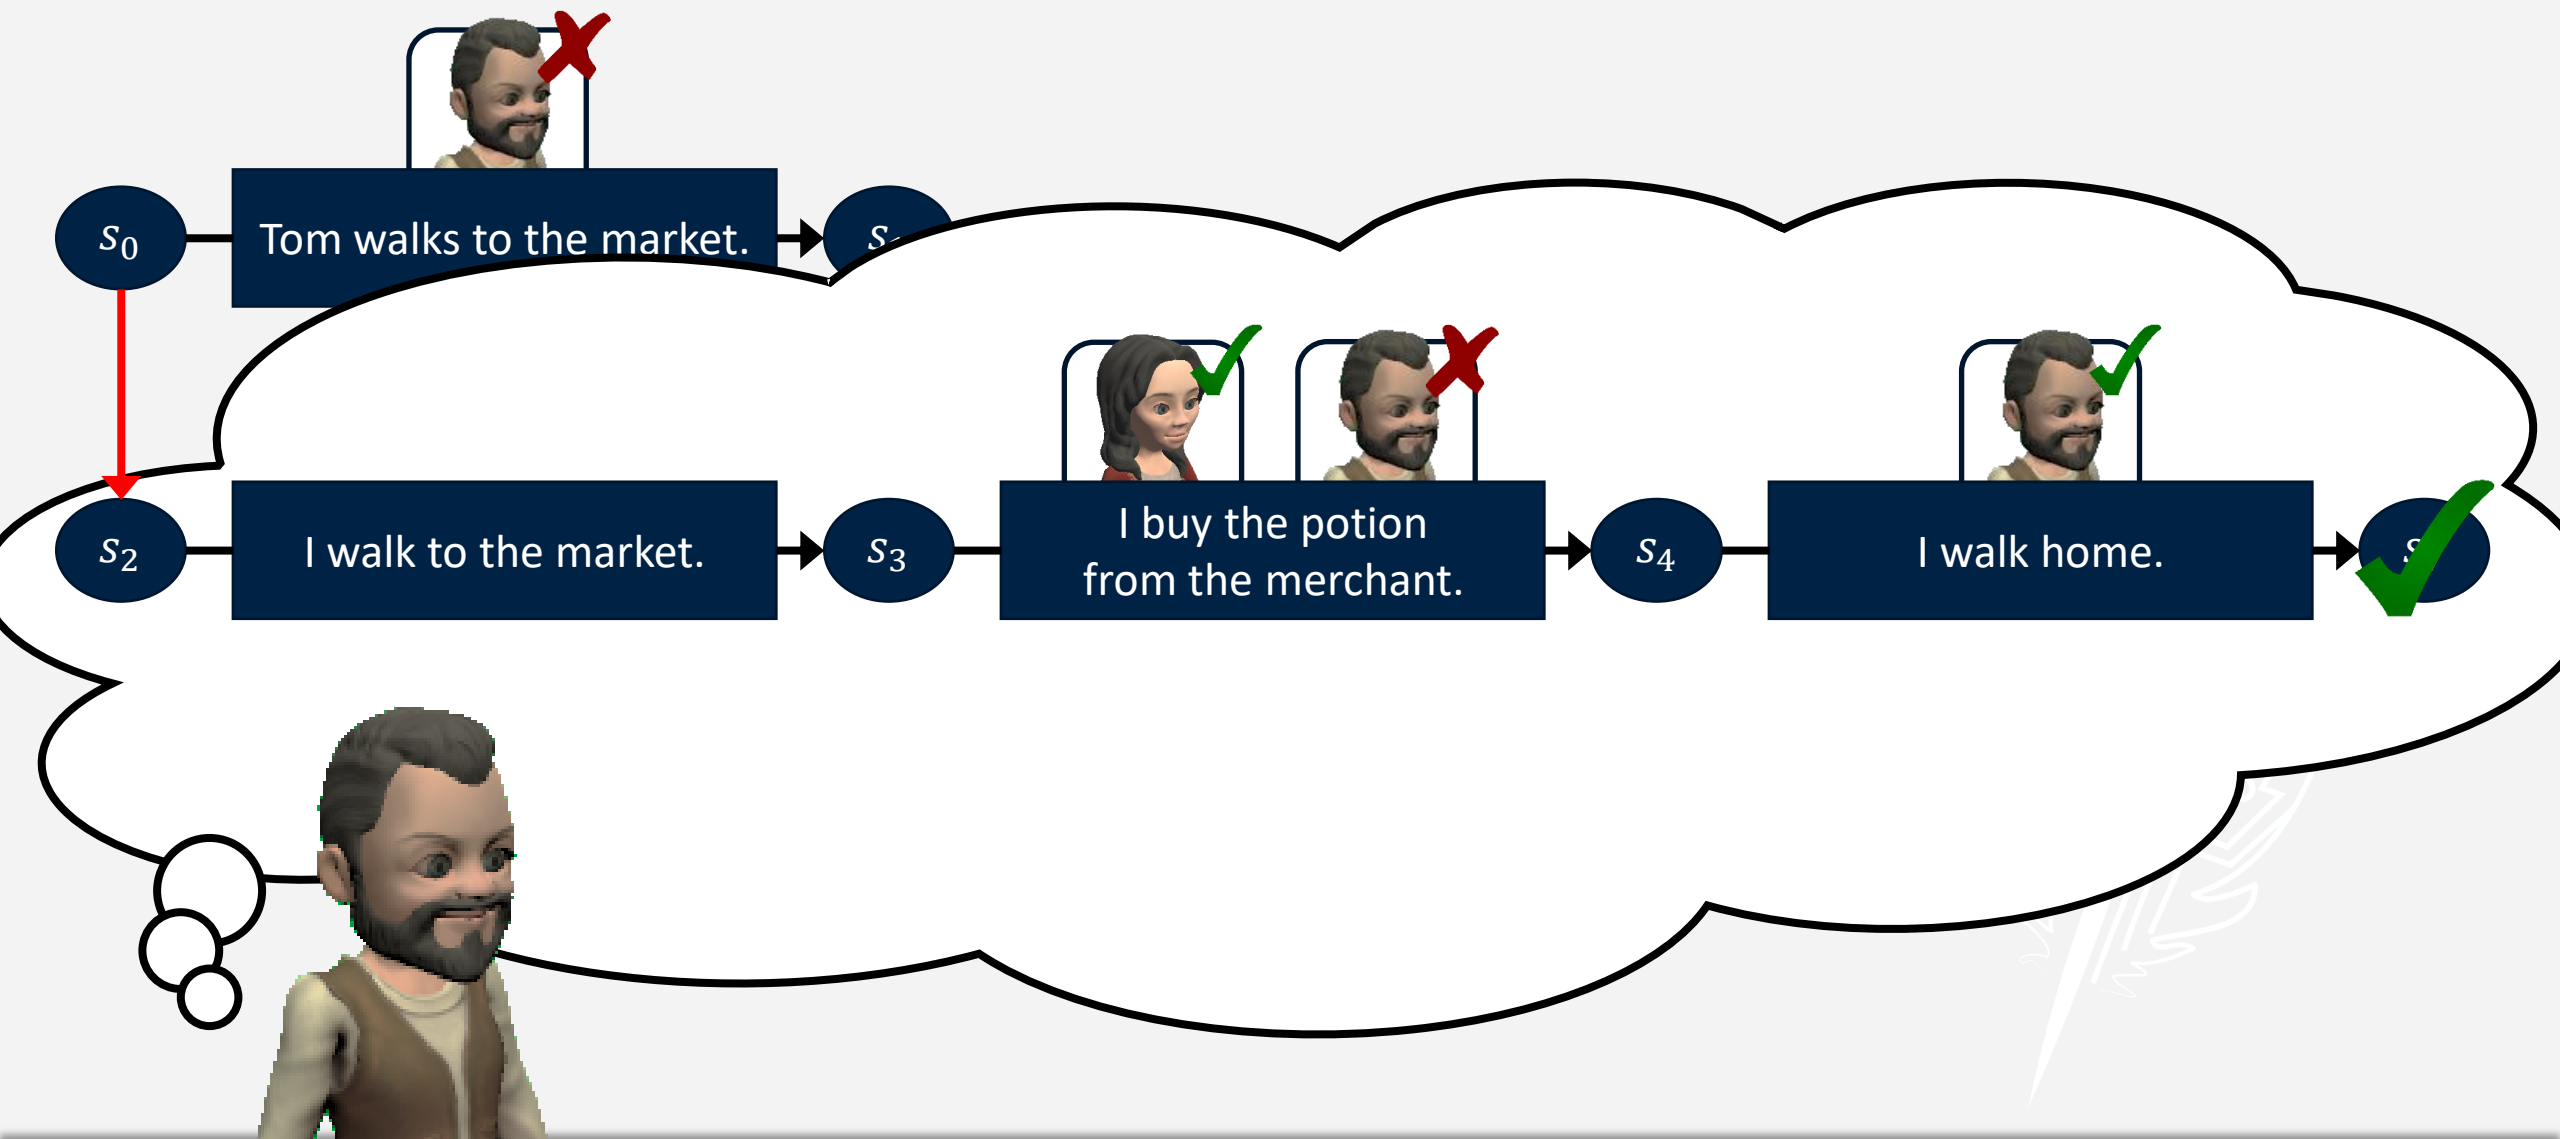 s0
Tom walks to the market.
s2
I walk to the market.
s3
I buy the potion
from the merchant.
s4
I walk home.